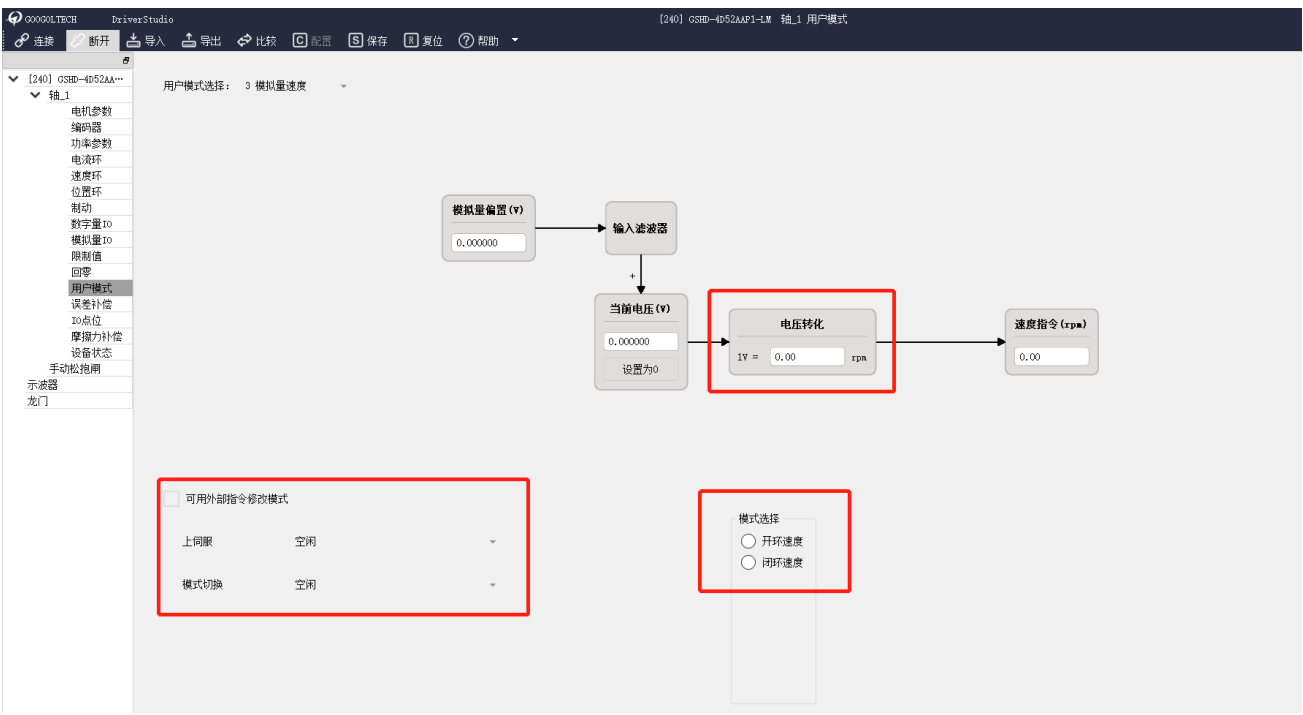 GOOGOLTECH DriverStudio
[240] GSHD-4D52AAP1-LM 轴_1 用户模式
连接 断开 导入 导出 比较 C 配置 S 保存 R 复位 ? 帮助
[240] GSHD-4D52AA…
轴_1
电机参数
编码器
功率参数
电流环
速度环
位置环
制动
数字量IO
模拟量IO
限制值
回零
用户模式
误差补偿
IO点位
摩擦力补偿
设备状态
手动松抱闸
示波器
龙门
用户模式选择: 3 模拟量速度
模拟量偏置(V)
0.000000
输入滤波器
+
当前电压(V)
0.000000
设置为0
电压转化
1V = 0.00 rpm
速度指令(rpm)
0.00
可用外部指令修改模式
上伺服 空闲
模式切换 空闲
模式选择
开环速度
闭环速度